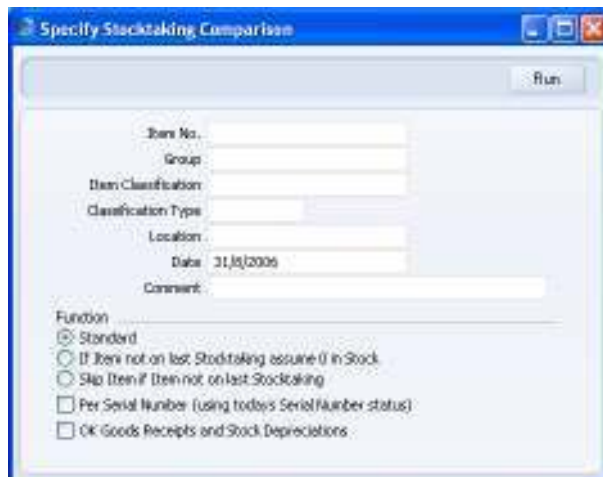 Specify Stocktaking Comparison
Run
Item No.
Group
Item Classification
Classification Type
Location
Date 31/8/2006
Comment
Function
Standard
If Item not on last Stocktaking assume 0 in Stock
Skip Item if Item not on last Stocktaking
Per Serial Number (using todays Serial Number status)
OK Goods Receipts and Stock Depreciations